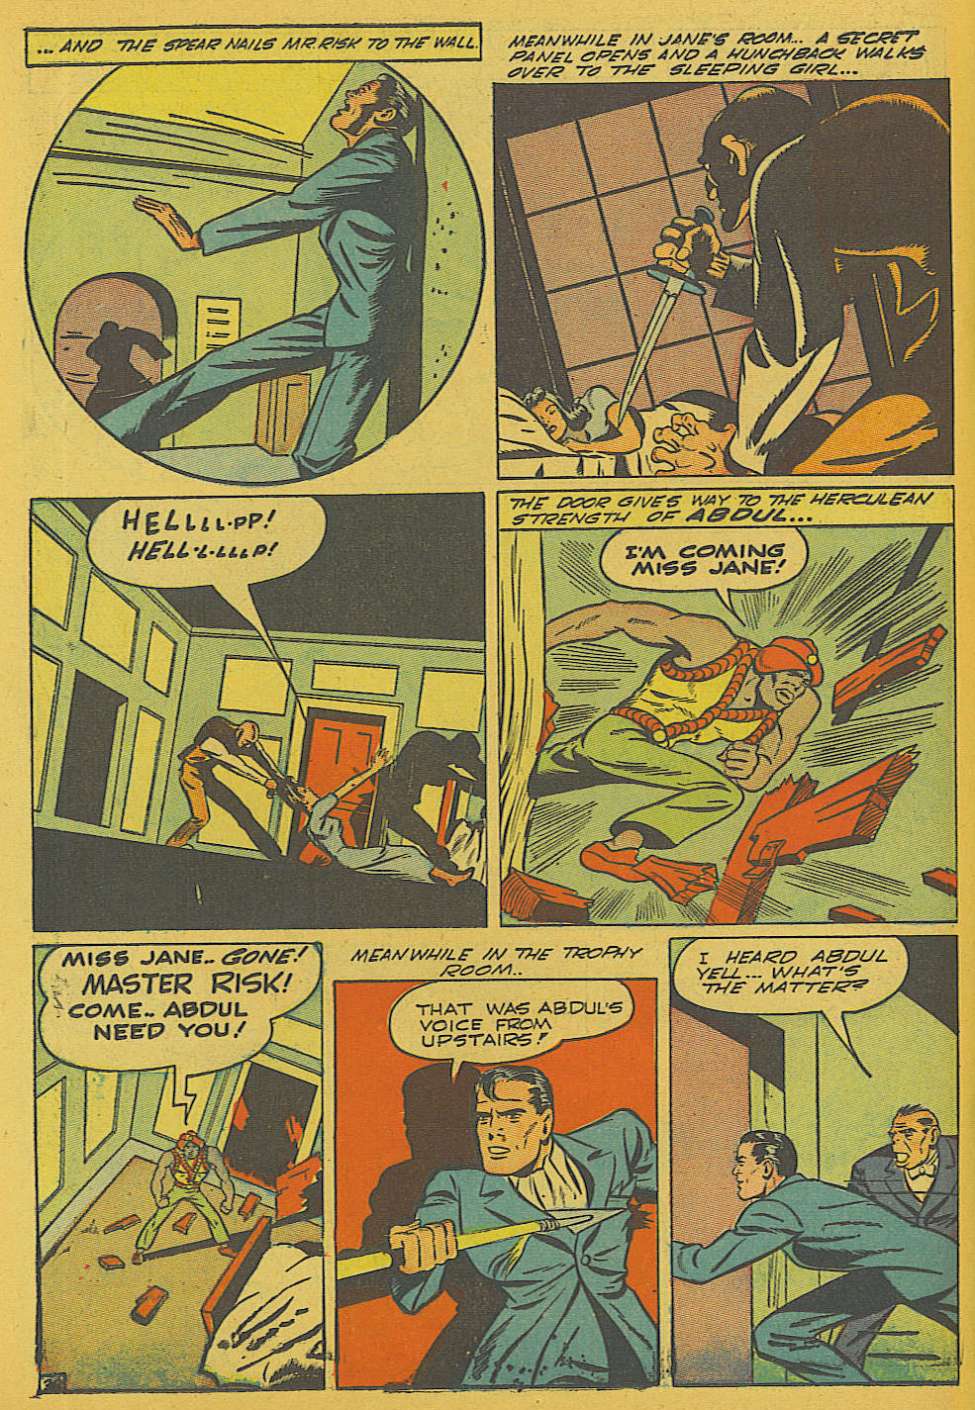 ...AND THE SPEAR NAILS MR. RISK TO THE WALL.
MEANWHILE IN JANE'S ROOM... A SECRET
PANEL OPENS AND A HUNCHBACK WALKS
OVER TO THE SLEEPING GIRL...
HELLLL-PP!
HELL-L-LLLP!
THE DOOR GIVES WAY TO THE HERCULEAN
STRENGTH OF ABDUL...
I'M COMING
MISS JANE!
MISS JANE.. GONE!
MASTER RISK!
COME.. ABDUL
NEED YOU!
MEANWHILE IN THE TROPHY
ROOM..
THAT WAS ABDUL'S
VOICE FROM
UPSTAIRS!
I HEARD ABDUL
YELL... WHAT'S
THE MATTER?